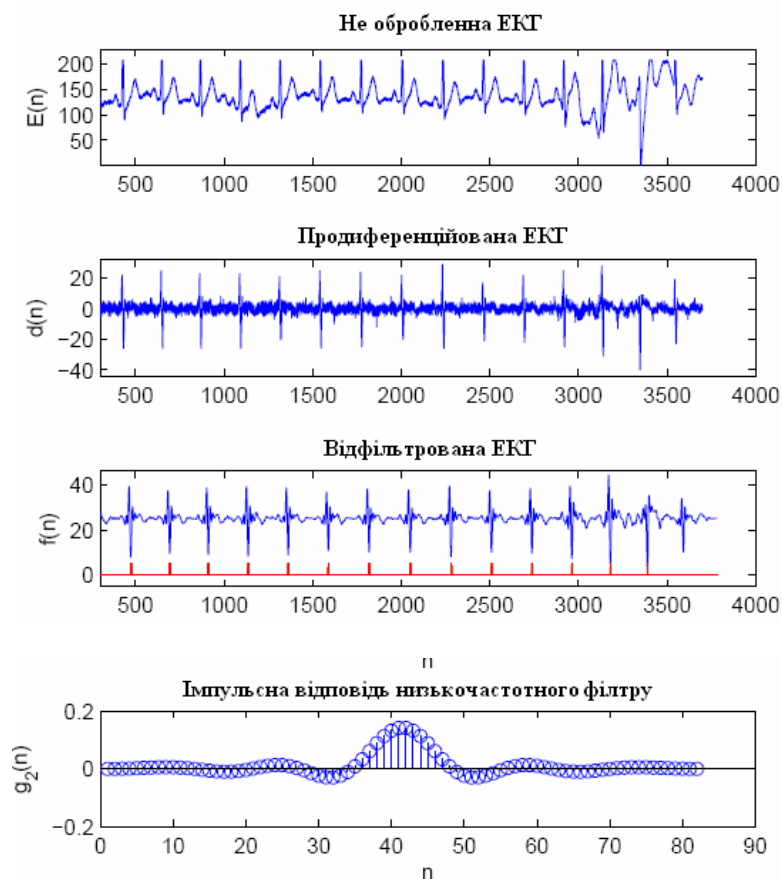 Не обробленна ЕКГ
200
150
100
50
E(n)
500 1000 1500 2000 2500 3000 3500 4000
Продиференційована ЕКГ
20
0
−20
−40
d(n)
500 1000 1500 2000 2500 3000 3500 4000
Відфільтрована ЕКГ
40
20
0
f(n)
500 1000 1500 2000 2500 3000 3500 4000
n
Імпульсна відповідь низькочастотного філтру
0.2
0
−0.2
g2(n)
0 10 20 30 40 50 60 70 80 90
n